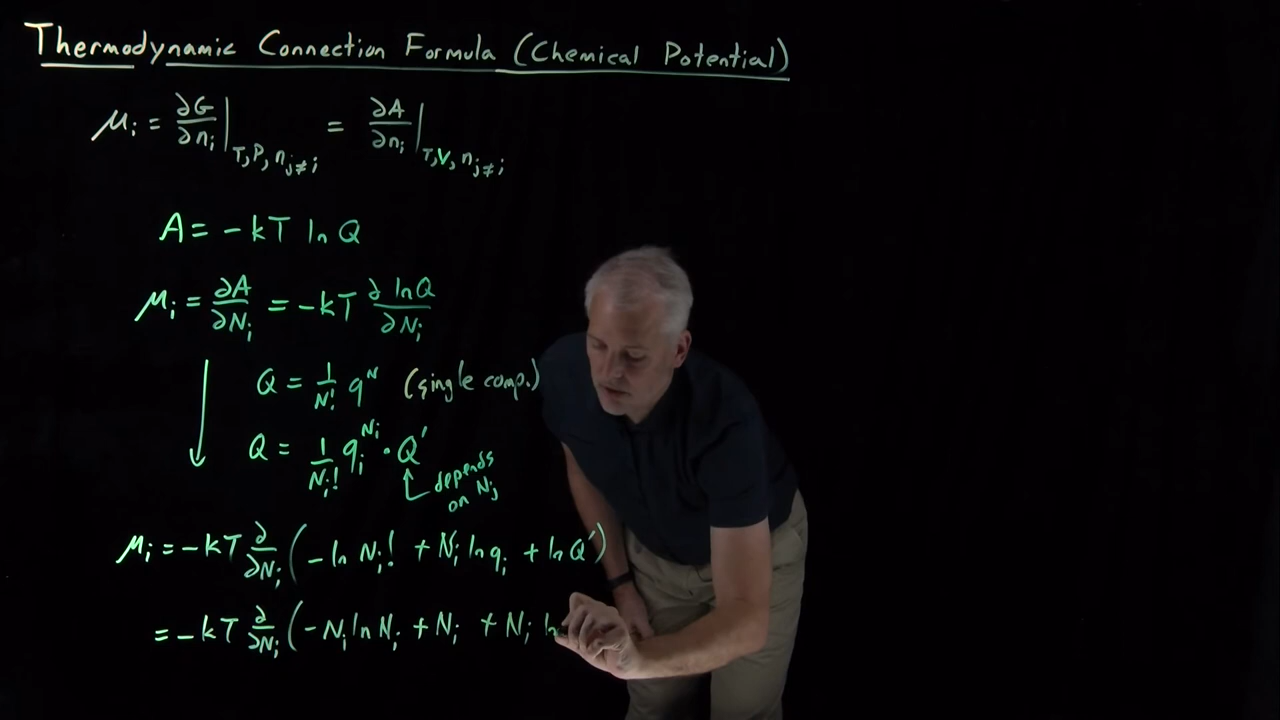 Thermodynamic Connection Formula (Chemical Potential)
μᵢ = ∂G/∂nᵢ |T,P,nⱼ≠ᵢ = ∂A/∂nᵢ |T,V,nⱼ≠ᵢ
A = -kT ln Q
μᵢ = ∂A/∂Nᵢ = -kT ∂ lnQ/∂Nᵢ
Q = 1/N! q^N (single comp.)
Q = 1/Nᵢ! qᵢ^Nᵢ · Q′
depends
on Nⱼ
μᵢ = -kT ∂/∂Nᵢ (-ln Nᵢ! + Nᵢ ln qᵢ + ln Q′)
= -kT ∂/∂Nᵢ (-Nᵢ ln Nᵢ + Nᵢ + Nᵢ ln